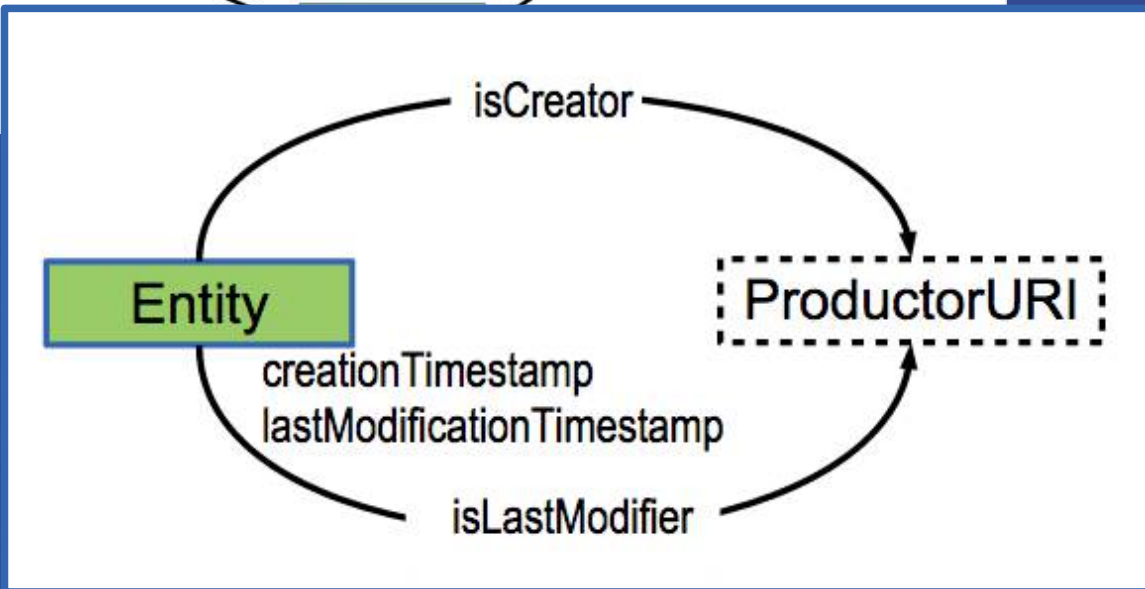 isCreator
Entity
ProductorURI
creationTimestamp
lastModificationTimestamp
isLastModifier